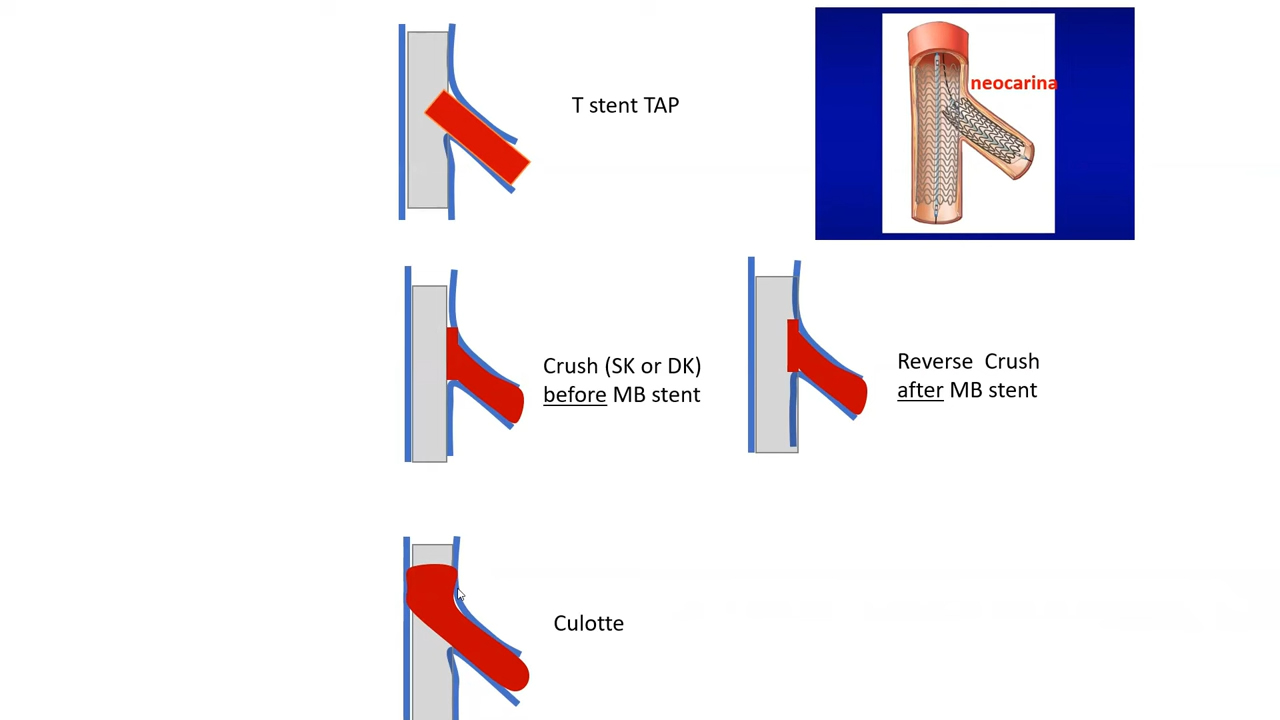 T stent TAP
neocarina
Crush (SK or DK)
before MB stent
Reverse Crush
after MB stent
Culotte